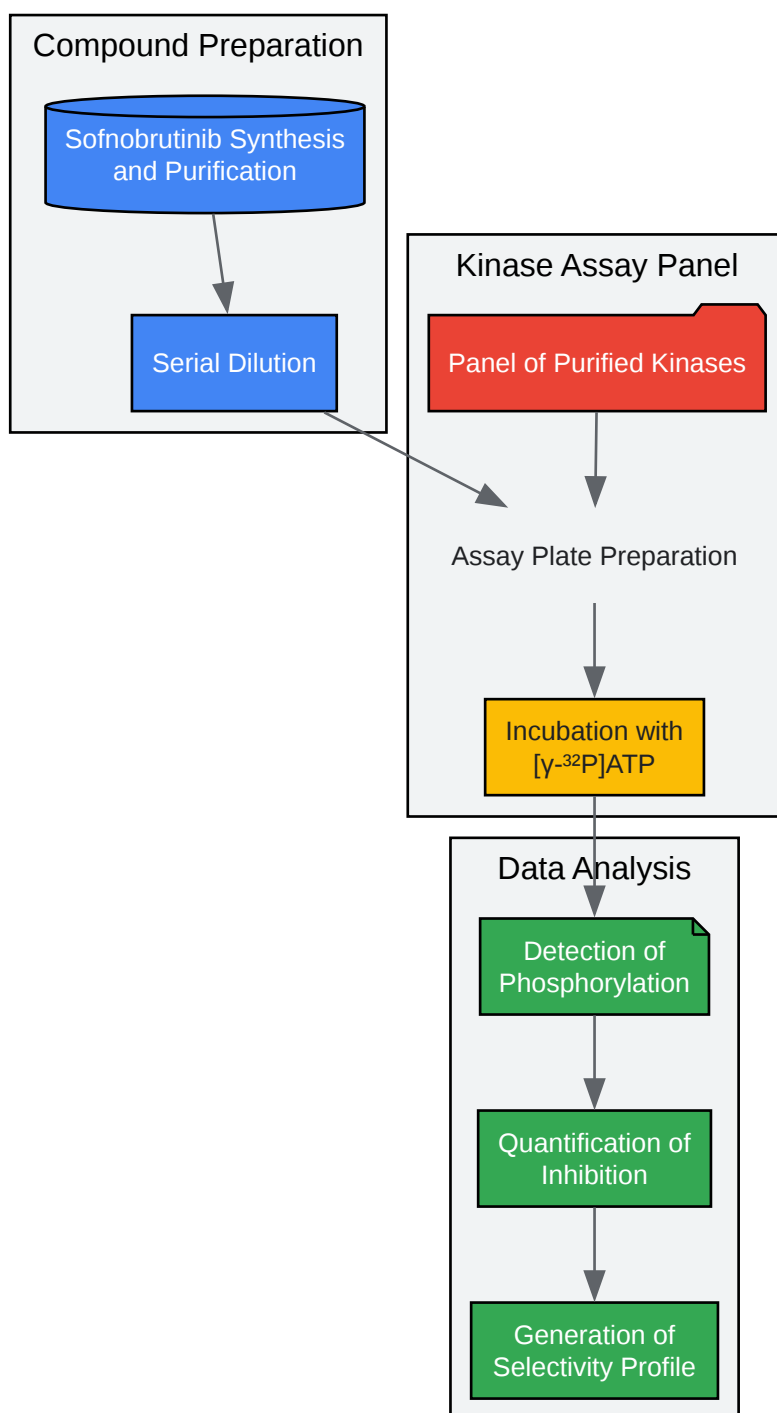 Compound Preparation
Sofnobrutinib Synthesis
and Purification
Serial Dilution
Kinase Assay Panel
Panel of Purified Kinases
Assay Plate Preparation
Incubation with
[γ-³²P]ATP
Data Analysis
Detection of
Phosphorylation
Quantification of
Inhibition
Generation of
Selectivity Profile